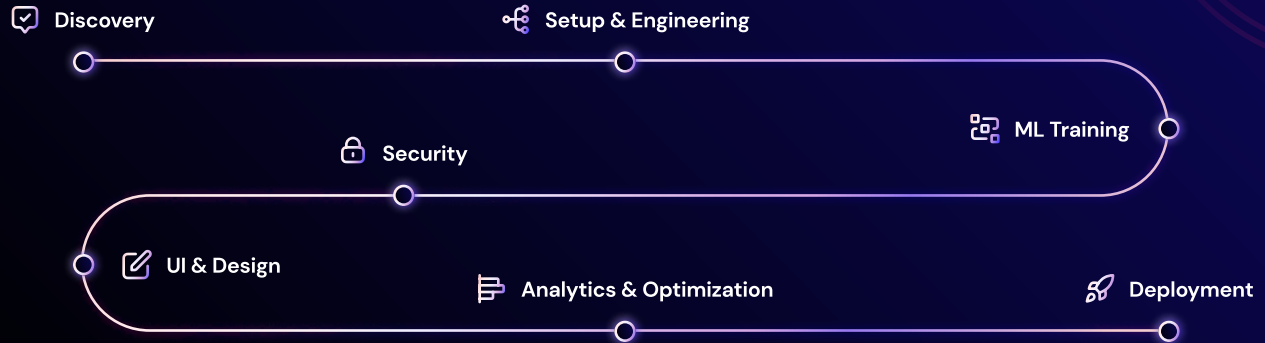 Discovery
Setup & Engineering
ML Training
Security
UI & Design
Analytics & Optimization
Deployment